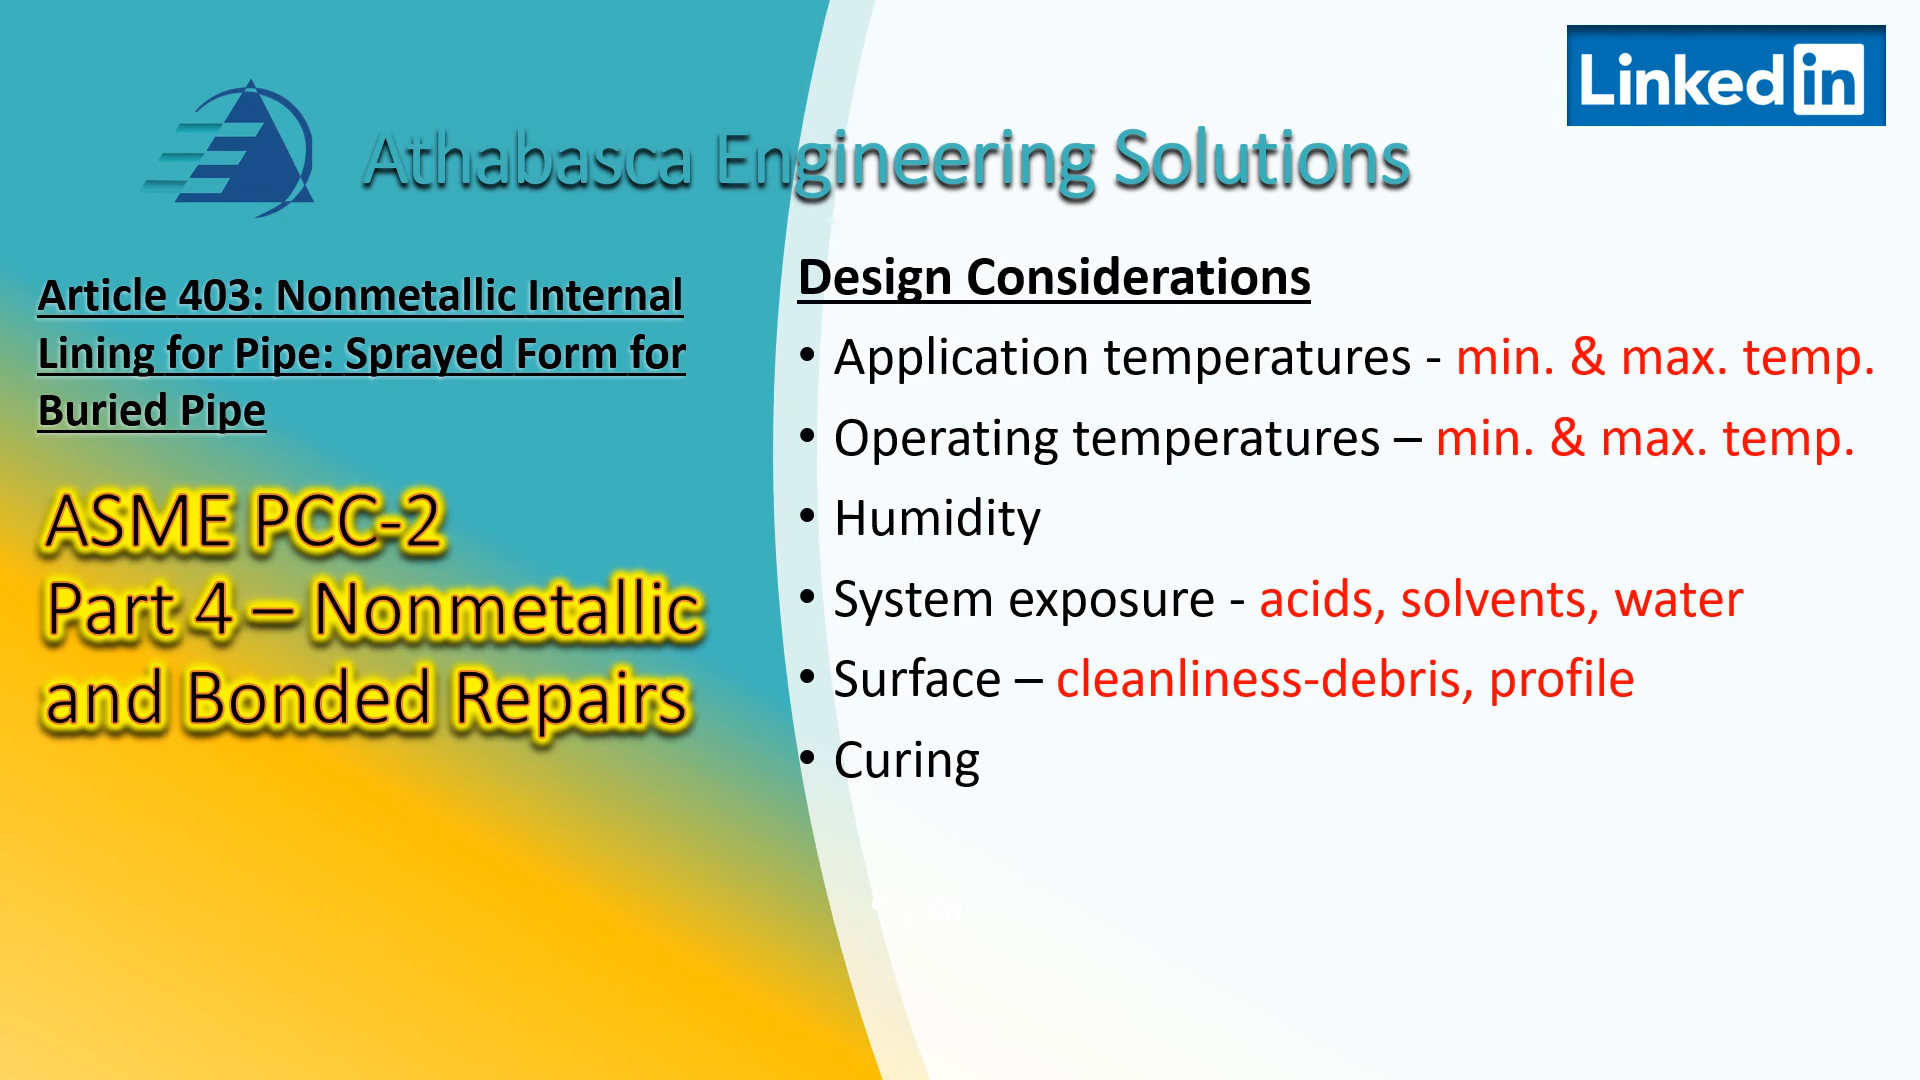 LinkedIn
Athabasca Engineering Solutions
Article 403: Nonmetallic Internal
Lining for Pipe: Sprayed Form for
Buried Pipe
ASME PCC-2
Part 4 – Nonmetallic
and Bonded Repairs
Design Considerations
• Application temperatures - min. & max. temp.
• Operating temperatures – min. & max. temp.
• Humidity
• System exposure - acids, solvents, water
• Surface – cleanliness-debris, profile
• Curing